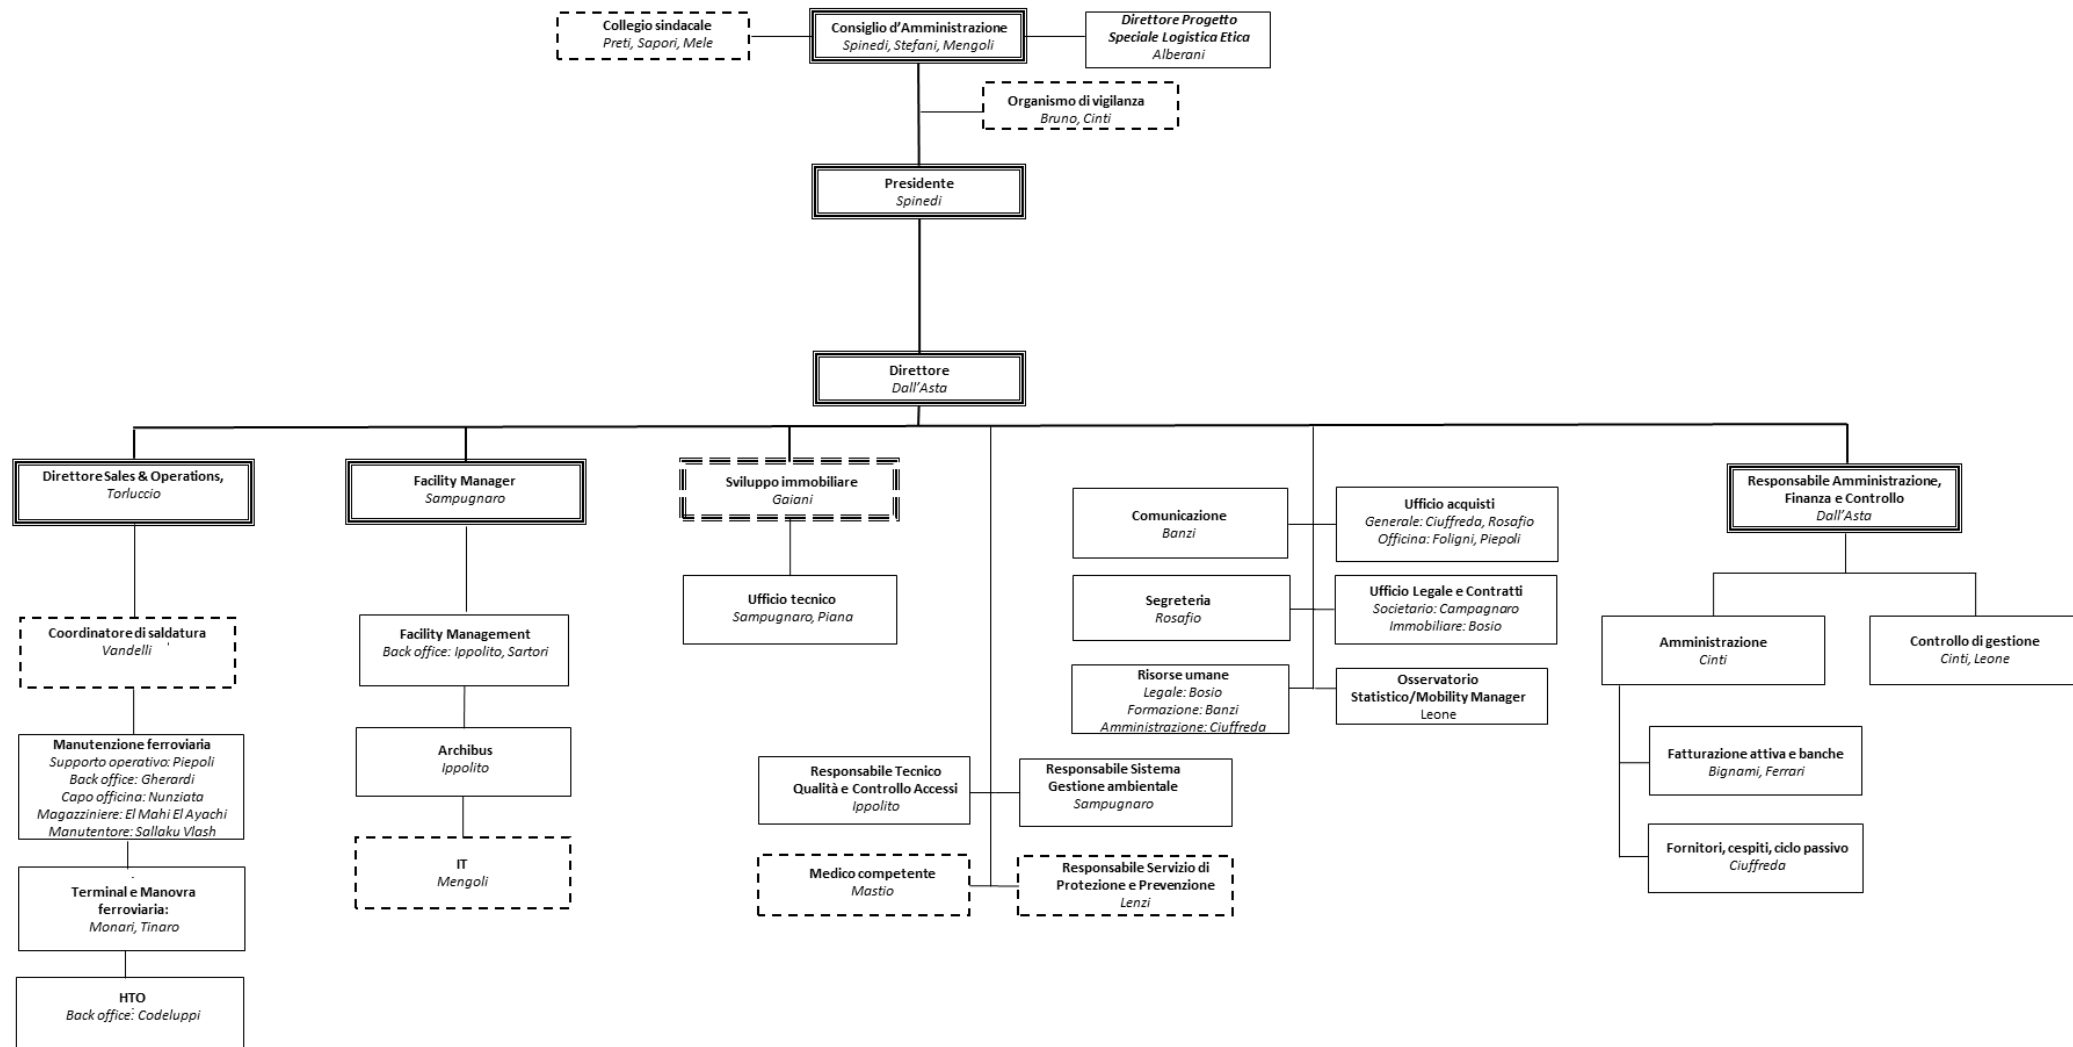 Collegio sindacale
Preti, Sapori, Mele
Consiglio d’Amministrazione
Spinedi, Stefani, Mengoli
Direttore Progetto
Speciale Logistica Etica
Alberani
Organismo di vigilanza
Bruno, Cinti
Presidente
Spinedi
Direttore
Dall’Asta
Direttore Sales & Operations,
Torluccio
Facility Manager
Sampugnaro
Sviluppo immobiliare
Gaiani
Responsabile Amministrazione,
Finanza e Controllo
Dall’Asta
Coordinatore di saldatura
Vandelli
Manutenzione ferroviaria
Supporto operativo: Piepoli
Back office: Gherardi
Capo officina: Nunziata
Magazziniere: El Mahi El Ayachi
Manutentore: Sallaku Vlash
Terminal e Manovra
ferroviaria:
Monari, Tinaro
HTO
Back office: Codeluppi
Facility Management
Back office: Ippolito, Sartori
Archibus
Ippolito
IT
Mengoli
Ufficio tecnico
Sampugnaro, Piana
Comunicazione
Banzi
Ufficio acquisti
Generale: Ciuffreda, Rosafio
Officina: Foligni, Piepoli
Segreteria
Rosafio
Ufficio Legale e Contratti
Societario: Campagnaro
Immobiliare: Bosio
Risorse umane
Legale: Bosio
Formazione: Banzi
Amministrazione: Ciuffreda
Osservatorio
Statistico/Mobility Manager
Leone
Responsabile Tecnico
Qualità e Controllo Accessi
Ippolito
Responsabile Sistema
Gestione ambientale
Sampugnaro
Medico competente
Mastio
Responsabile Servizio di
Protezione e Prevenzione
Lenzi
Amministrazione
Cinti
Controllo di gestione
Cinti, Leone
Fatturazione attiva e banche
Bignami, Ferrari
Fornitori, cespiti, ciclo passivo
Ciuffreda